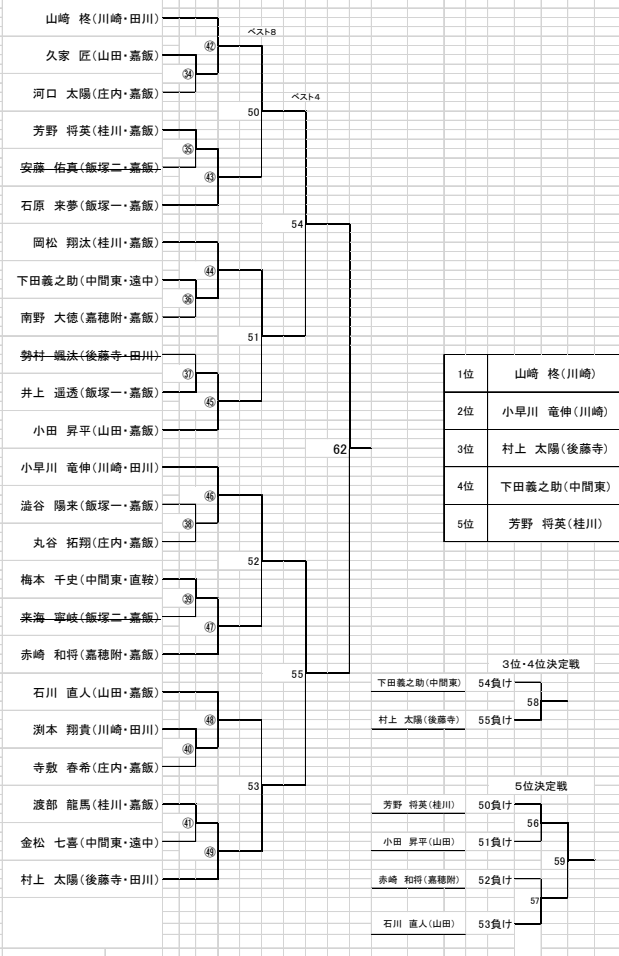 山﨑 柊(川崎・田川)
㊷
ベスト8
久家 匠(山田・嘉飯)
㉞
河口 太陽(庄内・嘉飯)
ベスト4
50
芳野 将英(桂川・嘉飯)
㉟
安藤 佑真(飯塚二・嘉飯)
㊸
石原 来夢(飯塚一・嘉飯)
54
岡松 翔汰(桂川・嘉飯)
㊹
下田義之助(中間東・遠中)
㊱
南野 大徳(嘉穂附・嘉飯)
51
勢村 颯汰(後藤寺・田川)
㊲
井上 遥透(飯塚一・嘉飯)
㊺
小田 昇平(山田・嘉飯)
62
小早川 竜伸(川崎・田川)
㊻
澁谷 陽来(飯塚一・嘉飯)
㊳
丸谷 拓翔(庄内・嘉飯)
52
梅本 千史(中間東・直鞍)
㊴
来海 寧岐(飯塚二・嘉飯)
㊼
赤崎 和将(嘉穂附・嘉飯)
55
石川 直人(山田・嘉飯)
㊽
渕本 翔貴(川崎・田川)
㊵
寺敷 春希(庄内・嘉飯)
53
渡部 龍馬(桂川・嘉飯)
㊶
金松 七喜(中間東・遠中)
㊾
村上 太陽(後藤寺・田川)
1位 山﨑 柊(川崎)
2位 小早川 竜伸(川崎)
3位 村上 太陽(後藤寺)
4位 下田義之助(中間東)
5位 芳野 将英(桂川)
3位・4位決定戦
下田義之助(中間東) 54負け
58
村上 太陽(後藤寺) 55負け
5位決定戦
芳野 将英(桂川) 50負け
56
小田 昇平(山田) 51負け
59
赤崎 和将(嘉穂附) 52負け
57
石川 直人(山田) 53負け